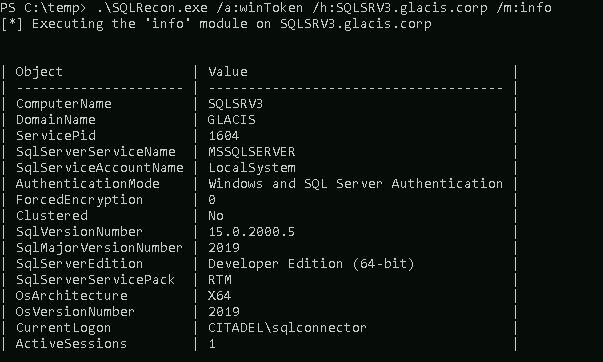 PS C:\temp> .\SQLRecon.exe /a:winToken /h:SQLSRV3.glacis.corp /m:info
[*] Executing the 'info' module on SQLSRV3.glacis.corp
| Object | Value |
| -------------------- | ----------------------------------- |
| ComputerName | SQLSRV3 |
| DomainName | GLACIS |
| ServicePid | 1604 |
| SqlServerServiceName | MSSQLSERVER |
| SqlServiceAccountName | LocalSystem |
| AuthenticationMode | Windows and SQL Server Authentication |
| ForcedEncryption | 0 |
| Clustered | No |
| SqlVersionNumber | 15.0.2000.5 |
| SqlMajorVersionNumber | 2019 |
| SqlServerEdition | Developer Edition (64-bit) |
| SqlServerServicePack | RTM |
| OsArchitecture | X64 |
| OsVersionNumber | 2019 |
| CurrentLogon | CITADEL\sqlconnector |
| ActiveSessions | 1 |